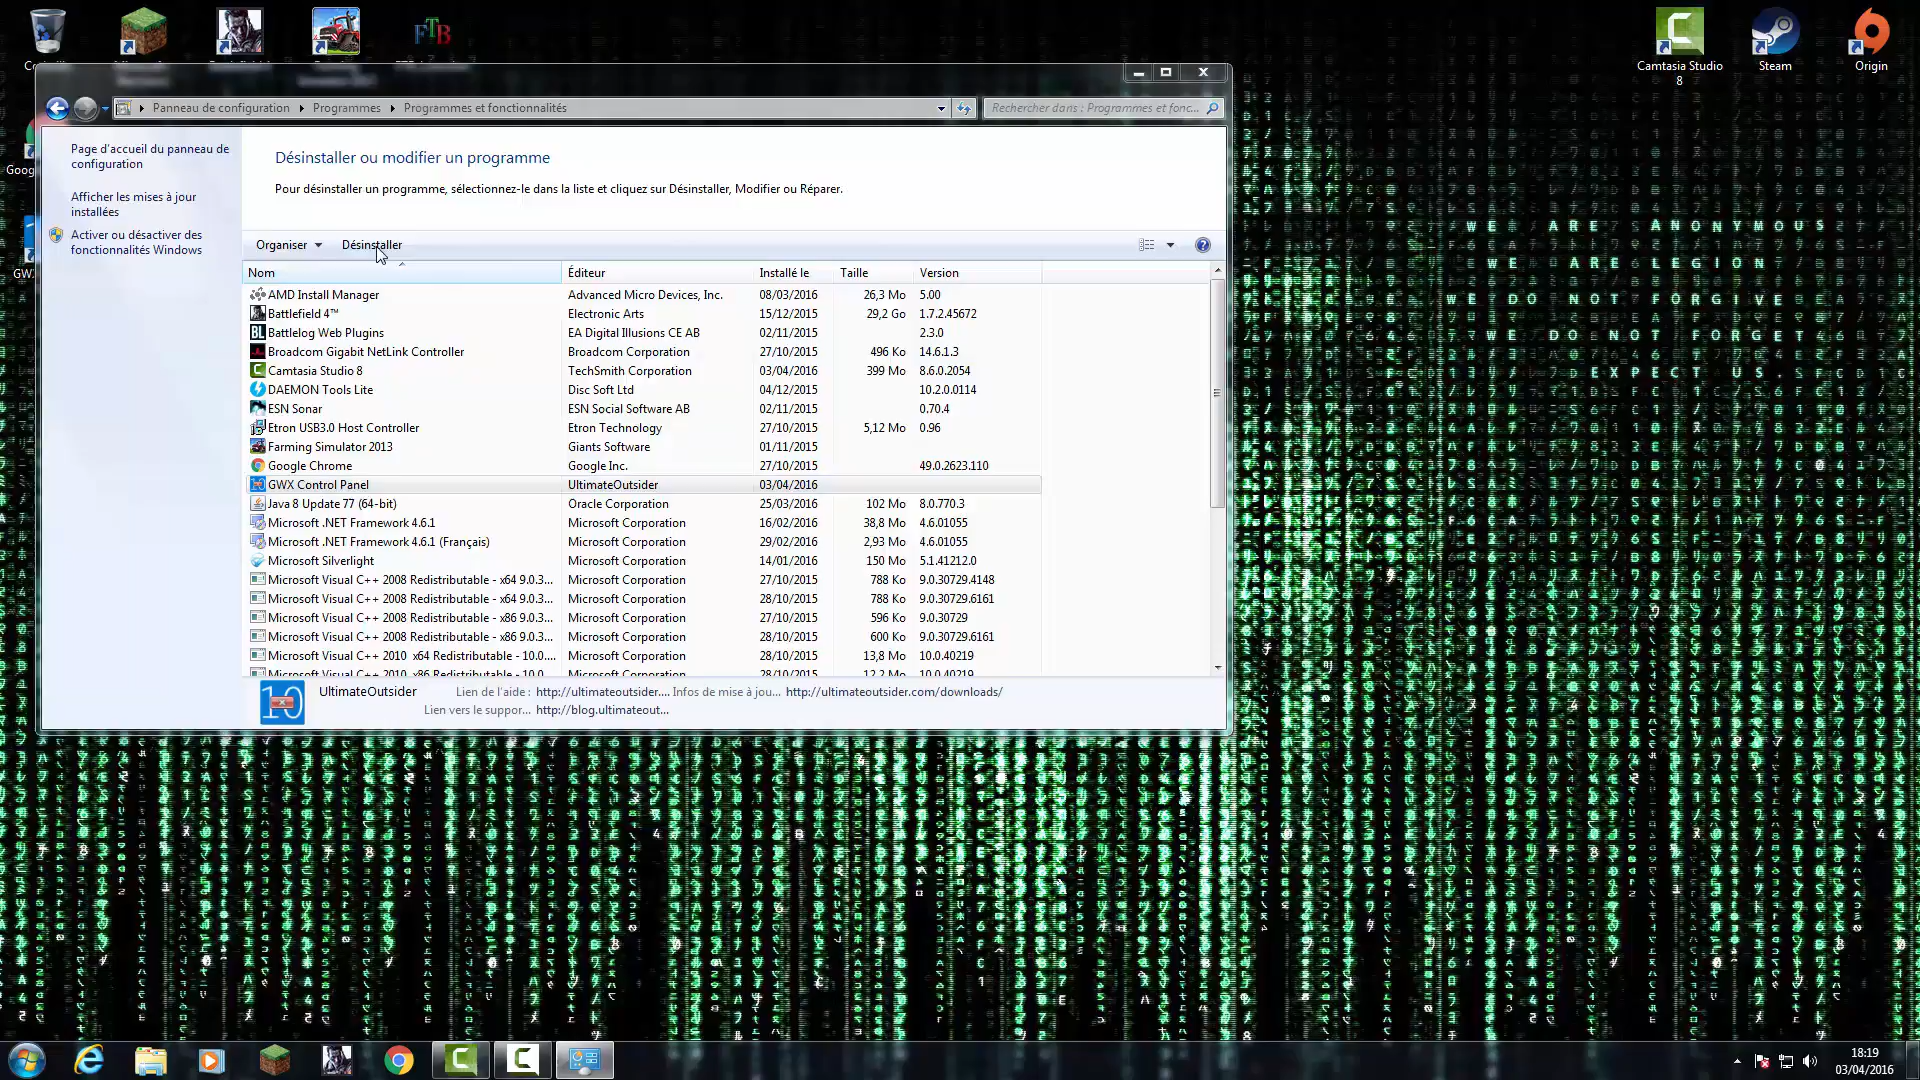 FTB
Camtasia Studio 8
Steam
Origin
Panneau de configuration
Programmes
Programmes et fonctionnalités
Rechercher dans : Programmes et fonc...
Goog
GWX
Page d'accueil du panneau de configuration
Afficher les mises à jour installées
Activer ou désactiver des fonctionnalités Windows
Désinstaller ou modifier un programme
Pour désinstaller un programme, sélectionnez-le dans la liste et cliquez sur Désinstaller, Modifier ou Réparer.
Organiser Désinstaller
Nom Éditeur Installé le Taille Version
AMD Install Manager Advanced Micro Devices, Inc. 08/03/2016 26,3 Mo 5.00
Battlefield 4™ Electronic Arts 15/12/2015 29,2 Go 1.7.2.45672
Battlelog Web Plugins EA Digital Illusions CE AB 02/11/2015 2.3.0
Broadcom Gigabit NetLink Controller Broadcom Corporation 27/10/2015 496 Ko 14.6.1.3
Camtasia Studio 8 TechSmith Corporation 03/04/2016 399 Mo 8.6.0.2054
DAEMON Tools Lite Disc Soft Ltd 04/12/2015 10.2.0.0114
ESN Sonar ESN Social Software AB 02/11/2015 0.70.4
Etron USB3.0 Host Controller Etron Technology 27/10/2015 5,12 Mo 0.96
Farming Simulator 2013 Giants Software 01/11/2015
Google Chrome Google Inc. 27/10/2015 49.0.2623.110
GWX Control Panel UltimateOutsider 03/04/2016
Java 8 Update 77 (64-bit) Oracle Corporation 25/03/2016 102 Mo 8.0.770.3
Microsoft .NET Framework 4.6.1 Microsoft Corporation 16/02/2016 38,8 Mo 4.6.01055
Microsoft .NET Framework 4.6.1 (Français) Microsoft Corporation 29/02/2016 2,93 Mo 4.6.01055
Microsoft Silverlight Microsoft Corporation 14/01/2016 150 Mo 5.1.41212.0
Microsoft Visual C++ 2008 Redistributable - x64 9.0.3... Microsoft Corporation 27/10/2015 788 Ko 9.0.30729.4148
Microsoft Visual C++ 2008 Redistributable - x64 9.0.3... Microsoft Corporation 28/10/2015 788 Ko 9.0.30729.6161
Microsoft Visual C++ 2008 Redistributable - x86 9.0.3... Microsoft Corporation 27/10/2015 596 Ko 9.0.30729
Microsoft Visual C++ 2008 Redistributable - x86 9.0.3... Microsoft Corporation 28/10/2015 600 Ko 9.0.30729.6161
Microsoft Visual C++ 2010 x64 Redistributable - 10.0.... Microsoft Corporation 28/10/2015 13,8 Mo 10.0.40219
Microsoft Visual C++ 2010 x86 Redistributable - 10.0 Microsoft Corporation 28/10/2015 12,2 Mo 10.0.40219
UltimateOutsider Lien de l'aide : http://ultimateoutsider.... Infos de mise à jou... http://ultimateoutsider.com/downloads/
Lien vers le suppor... http://blog.ultimateout...
WE ARE ANONYMOUS
WE ARE LEGION
WE DO NOT FORGIVE
WE DO NOT FORGET
EXPECT US.
18:19
03/04/2016